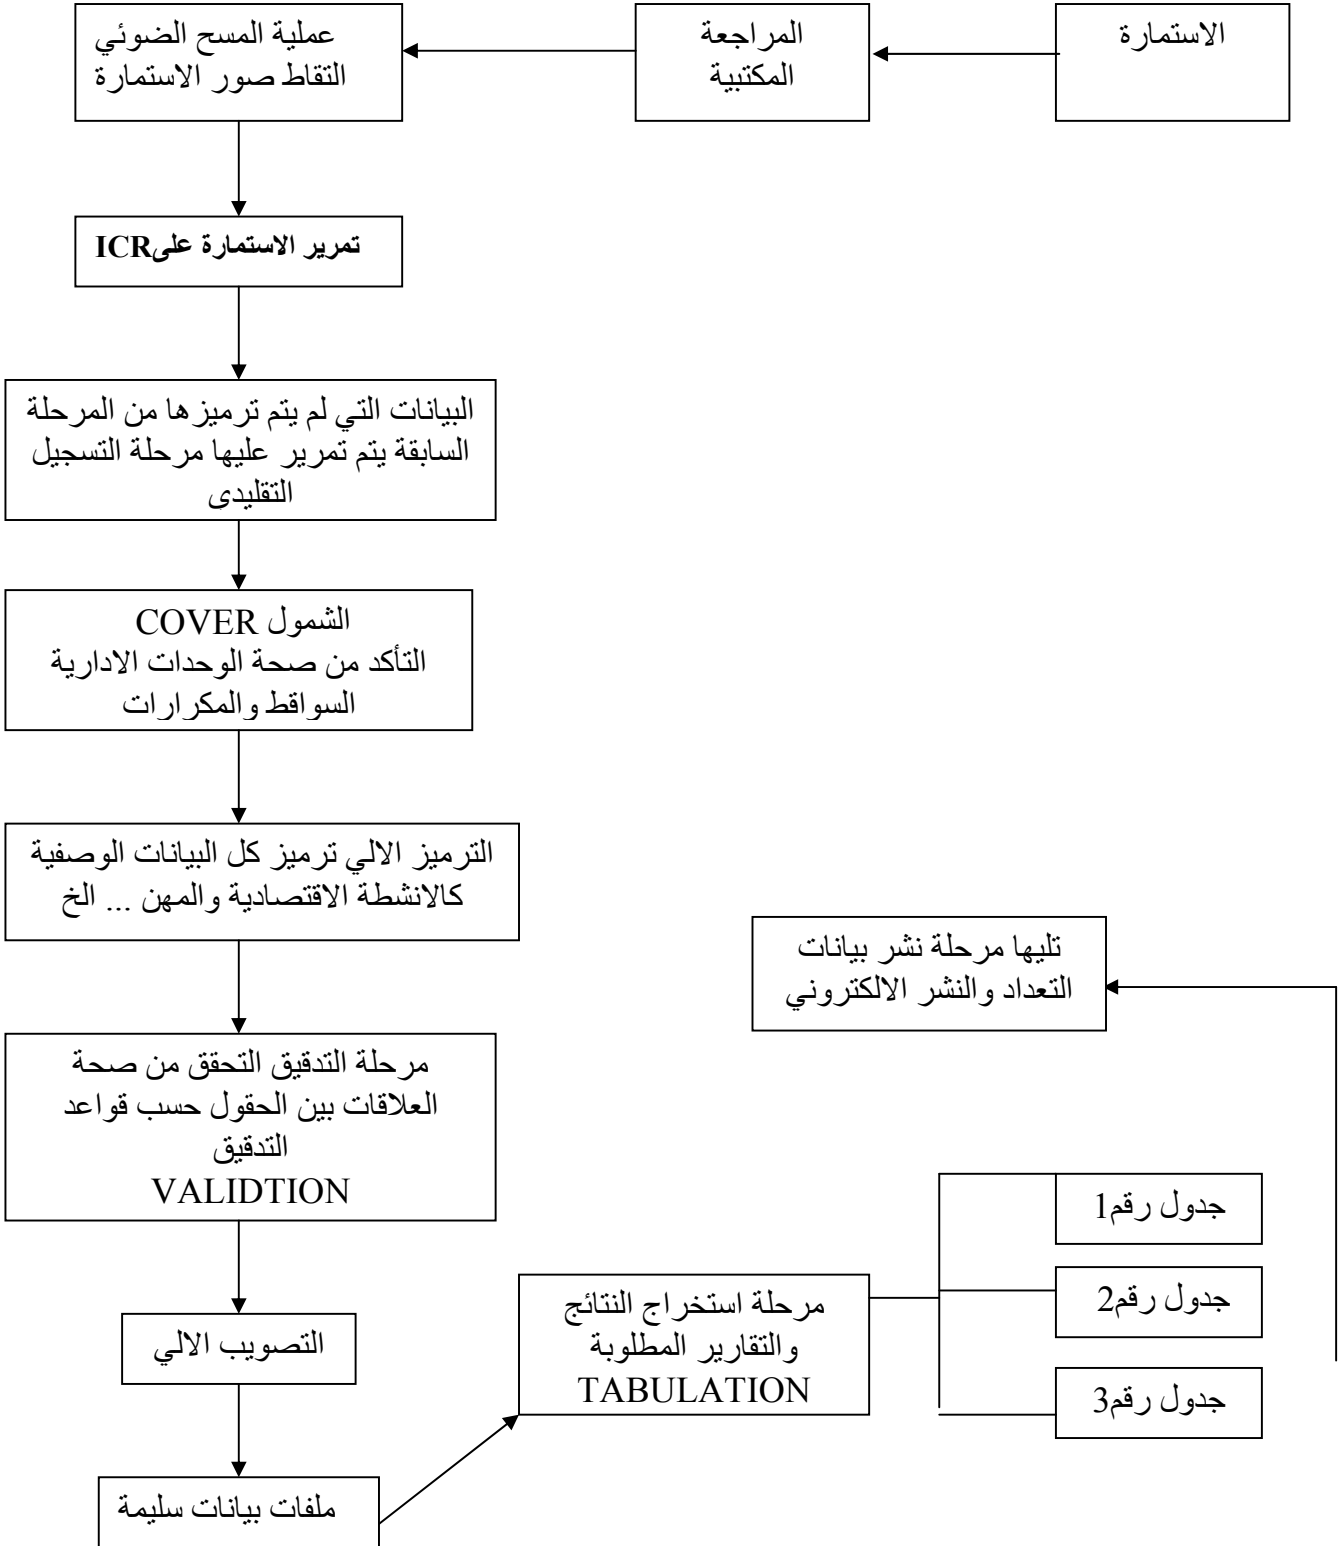 الاستمارة
المراجعة
المكتبية
عملية المسح الضوئي
التقاط صور الاستمارة
تمرير الاستمارة علىICR
البيانات التي لم يتم ترميزها من المرحلة
السابقة يتم تمرير عليها مرحلة التسجيل
التقليدى
الشمول COVER
التأكد من صحة الوحدات الادارية
السواقط والمكرارات
الترميز الالي ترميز كل البيانات الوصفية
كالانشطة الاقتصادية والمهن ... الخ
مرحلة التدقيق التحقق من صحة
العلاقات بين الحقول حسب قواعد
التدقيق
VALIDTION
التصويب الالي
ملفات بيانات سليمة
مرحلة استخراج النتائج
والتقارير المطلوبة
TABULATION
جدول رقم1
جدول رقم2
جدول رقم3
تليها مرحلة نشر بيانات
التعداد والنشر الالكتروني